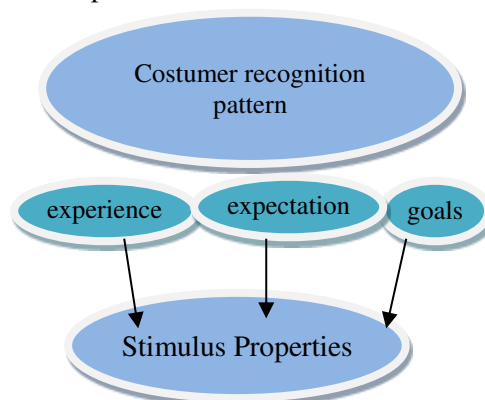 Costumer recognition
pattern
experience expectation goals
Stimulus Properties